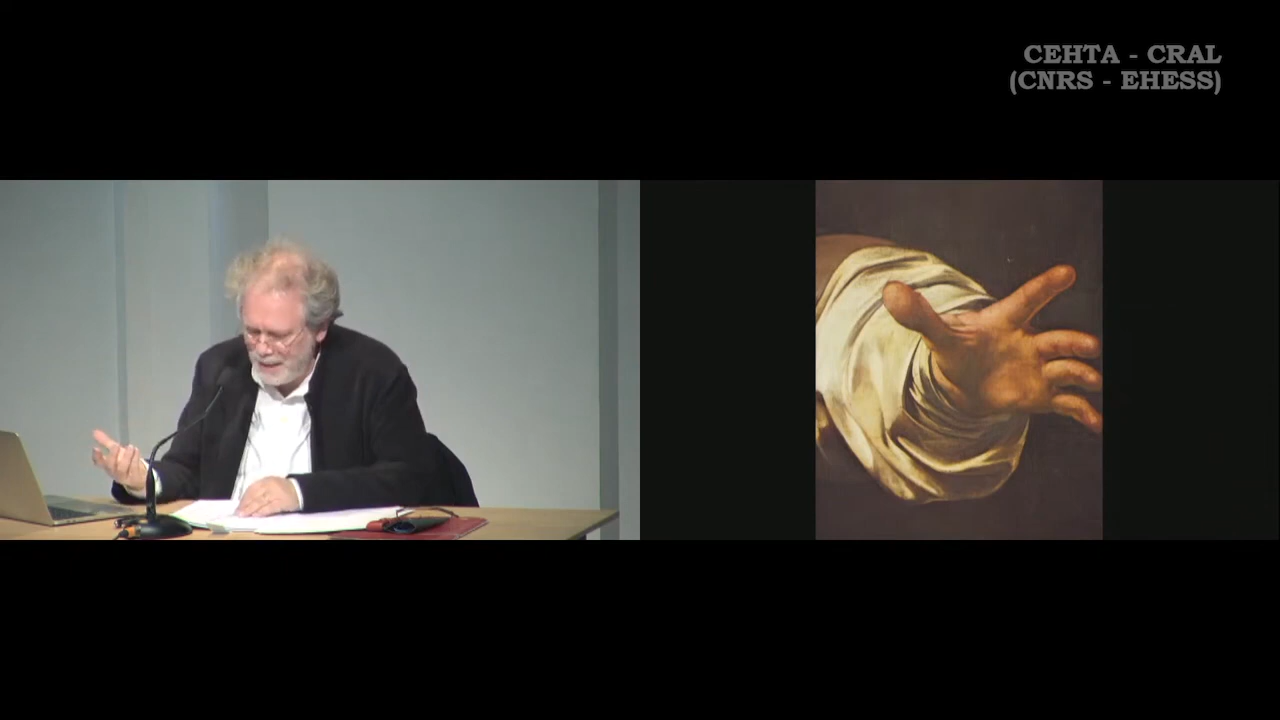 CEHTA - CRAL
(CNRS - EHESS)